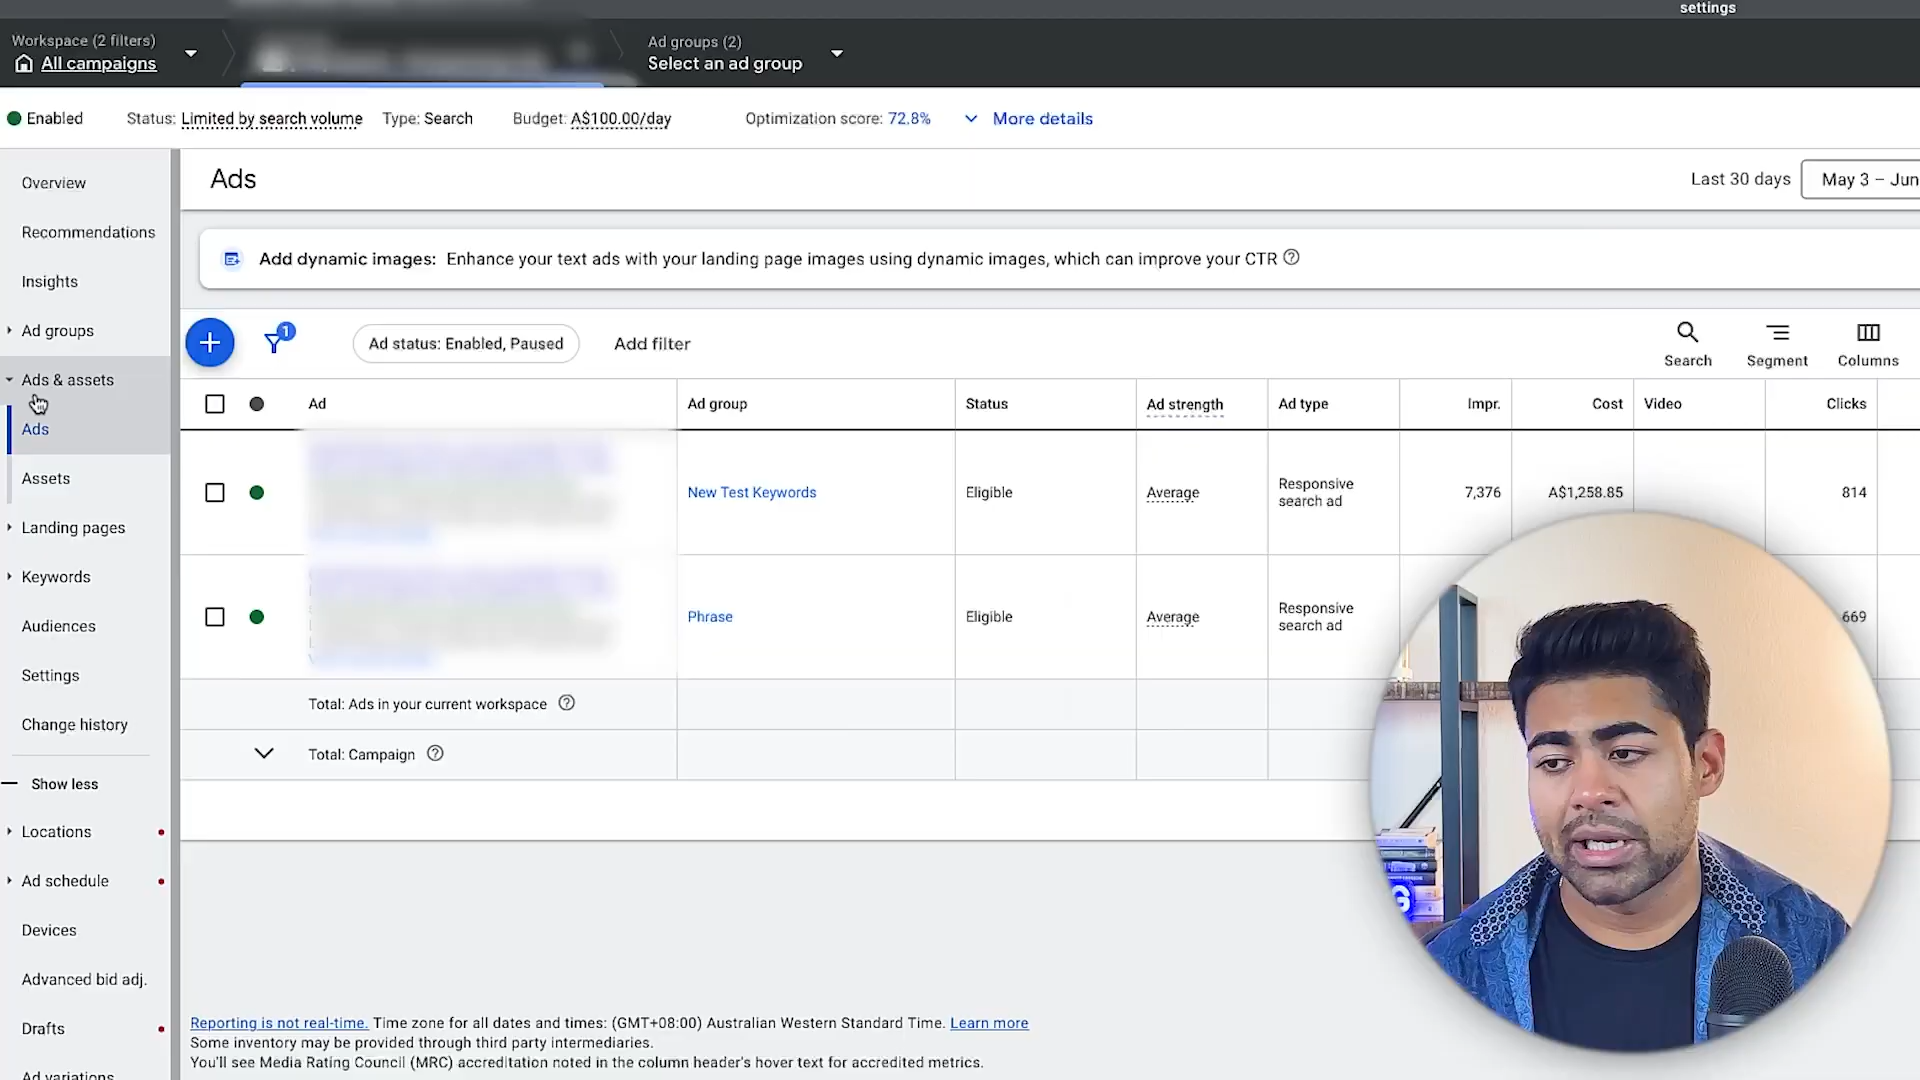 settings
Workspace (2 filters)
All campaigns
Ad groups (2)
Select an ad group
Enabled
Status: Limited by search volume
Type: Search
Budget: A$100.00/day
Optimization score: 72.8%
More details
Overview
Recommendations
Insights
Ad groups
Ads & assets
Ads
Assets
Landing pages
Keywords
Audiences
Settings
Change history
Show less
Locations
Ad schedule
Devices
Advanced bid adj.
Drafts
Ad variations
Ads
Last 30 days
May 3 – Jun
Add dynamic images: Enhance your text ads with your landing page images using dynamic images, which can improve your CTR
1
Ad status: Enabled, Paused
Add filter
Search
Segment
Columns
Ad Ad group Status Ad strength Ad type Impr. Cost Video Clicks
New Test Keywords Eligible Average Responsive search ad 7,376 A$1,258.85 814
Phrase Eligible Average Responsive search ad 669
Total: Ads in your current workspace
Total: Campaign
Reporting is not real-time. Time zone for all dates and times: (GMT+08:00) Australian Western Standard Time. Learn more
Some inventory may be provided through third party intermediaries.
You'll see Media Rating Council (MRC) accreditation noted in the column header's hover text for accredited metrics.